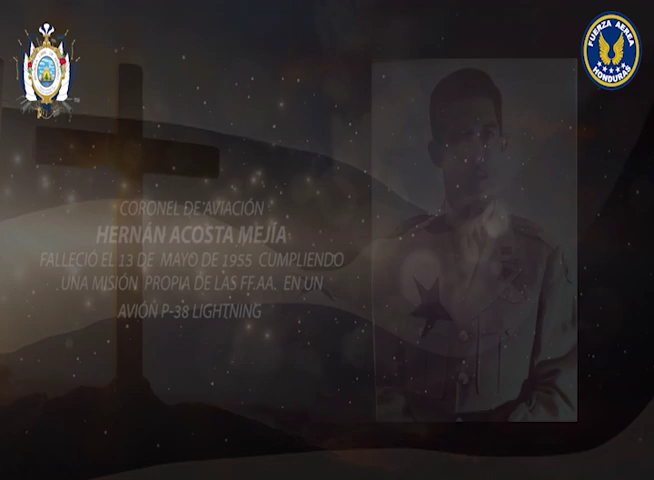 FUERZA AEREA
HONDURAS
CORONEL DE AVIACIÓN
HERNÁN ACOSTA MEJÍA
FALLECIÓ EL 13 DE MAYO DE 1955 CUMPLIENDO
UNA MISIÓN PROPIA DE LAS FF.AA. EN UN
AVIÓN P-38 LIGHTNING